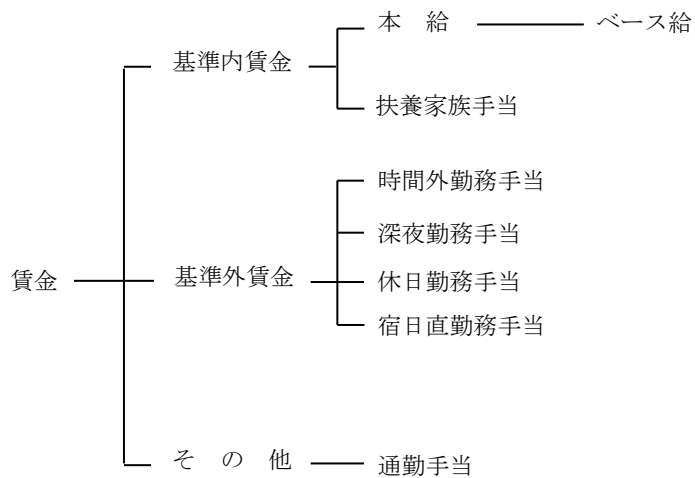 本　給　ベース給
基準内賃金
扶養家族手当
時間外勤務手当
深夜勤務手当
賃金　基準外賃金　休日勤務手当
宿日直勤務手当
そ　の　他　通勤手当